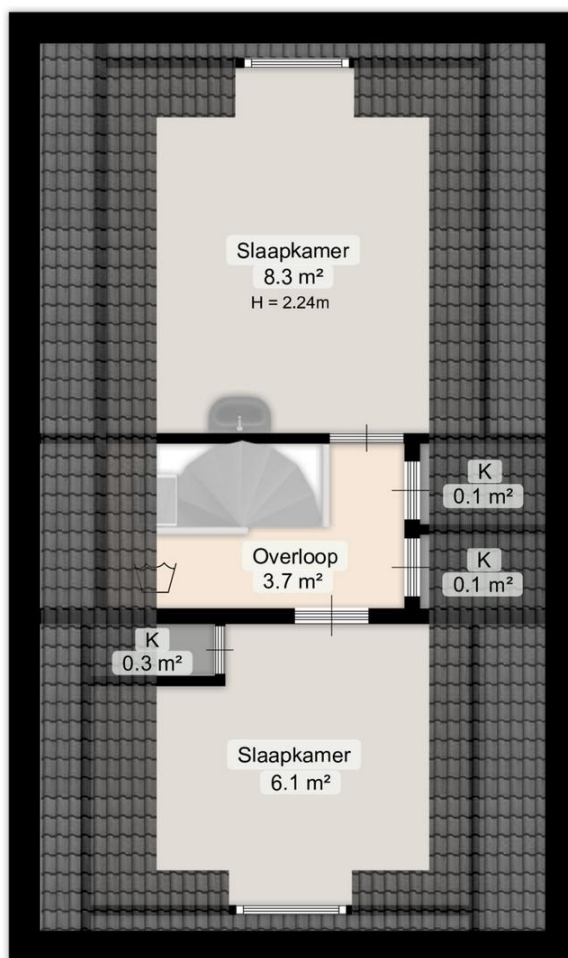 Slaapkamer
8.3 m²
H = 2.24m
K
0.1 m²
Overloop
3.7 m²
K
0.1 m²
K
0.3 m²
Slaapkamer
6.1 m²